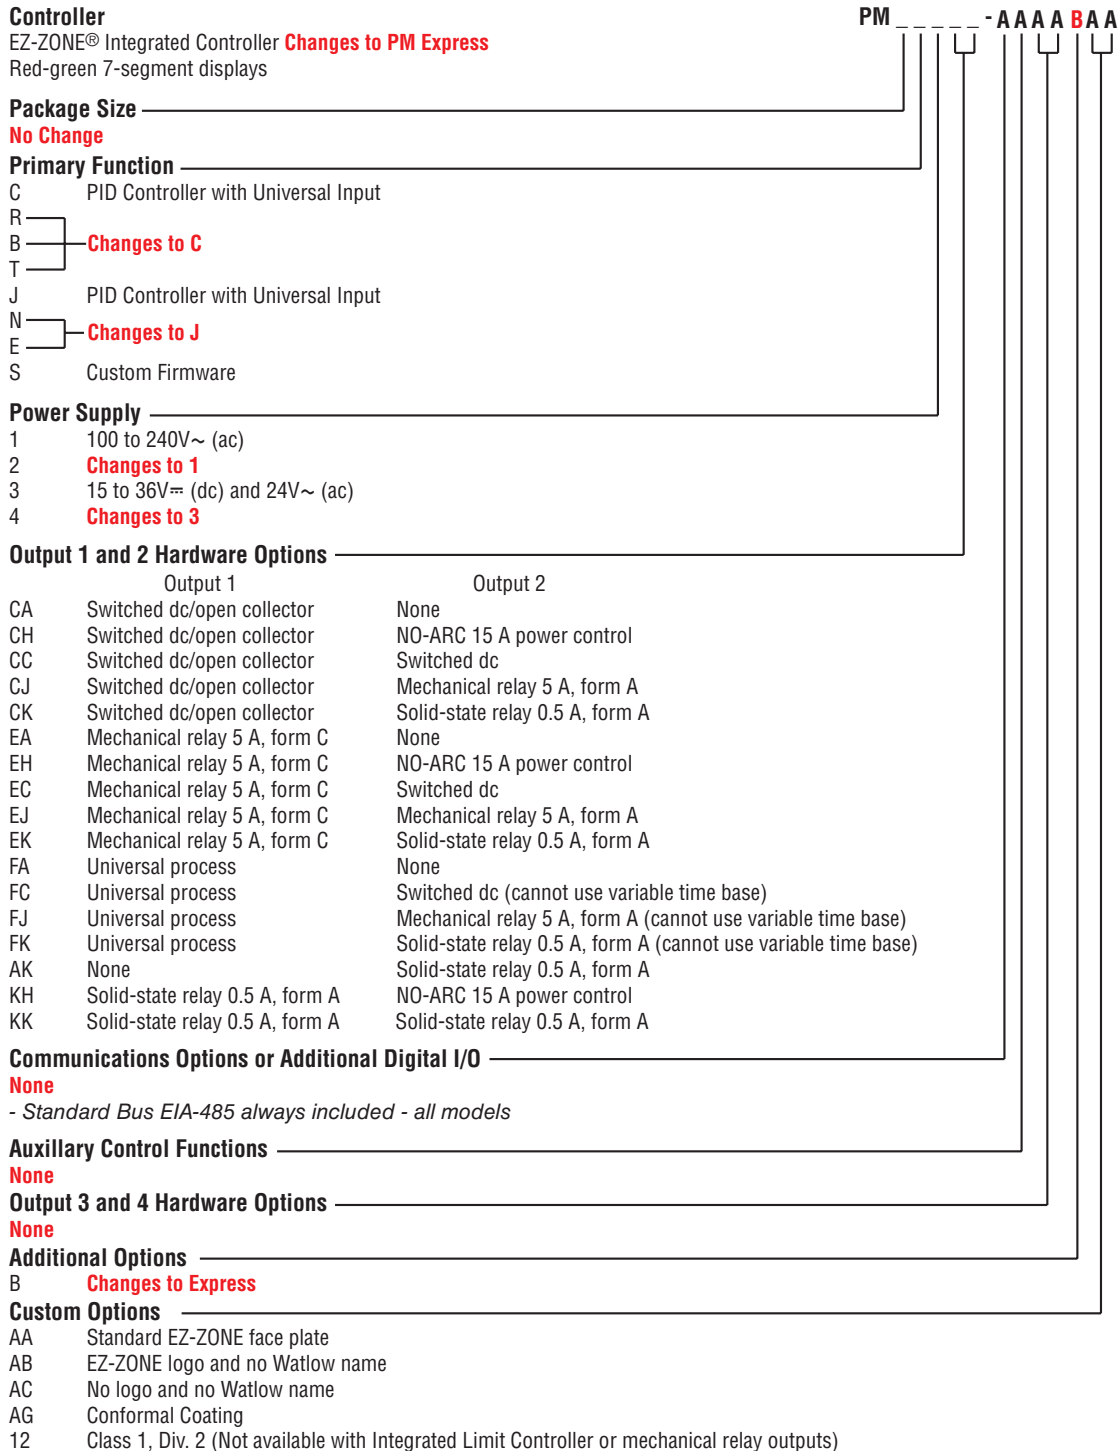 Controller
PM _ _ _ _ _ - A A A A B A A
EZ-ZONE® Integrated Controller Changes to PM Express
Red-green 7-segment displays
Package Size
No Change
Primary Function
C PID Controller with Universal Input
R
B Changes to C
T
J PID Controller with Universal Input
N
Changes to J
E
S Custom Firmware
Power Supply
1 100 to 240V~ (ac)
2 Changes to 1
3 15 to 36V⎓ (dc) and 24V~ (ac)
4 Changes to 3
Output 1 and 2 Hardware Options
Output 1 Output 2
CA Switched dc/open collector None
CH Switched dc/open collector NO-ARC 15 A power control
CC Switched dc/open collector Switched dc
CJ Switched dc/open collector Mechanical relay 5 A, form A
CK Switched dc/open collector Solid-state relay 0.5 A, form A
EA Mechanical relay 5 A, form C None
EH Mechanical relay 5 A, form C NO-ARC 15 A power control
EC Mechanical relay 5 A, form C Switched dc
EJ Mechanical relay 5 A, form C Mechanical relay 5 A, form A
EK Mechanical relay 5 A, form C Solid-state relay 0.5 A, form A
FA Universal process None
FC Universal process Switched dc (cannot use variable time base)
FJ Universal process Mechanical relay 5 A, form A (cannot use variable time base)
FK Universal process Solid-state relay 0.5 A, form A (cannot use variable time base)
AK None Solid-state relay 0.5 A, form A
KH Solid-state relay 0.5 A, form A NO-ARC 15 A power control
KK Solid-state relay 0.5 A, form A Solid-state relay 0.5 A, form A
Communications Options or Additional Digital I/O
None
- Standard Bus EIA-485 always included - all models
Auxillary Control Functions
None
Output 3 and 4 Hardware Options
None
Additional Options
B Changes to Express
Custom Options
AA Standard EZ-ZONE face plate
AB EZ-ZONE logo and no Watlow name
AC No logo and no Watlow name
AG Conformal Coating
12 Class 1, Div. 2 (Not available with Integrated Limit Controller or mechanical relay outputs)